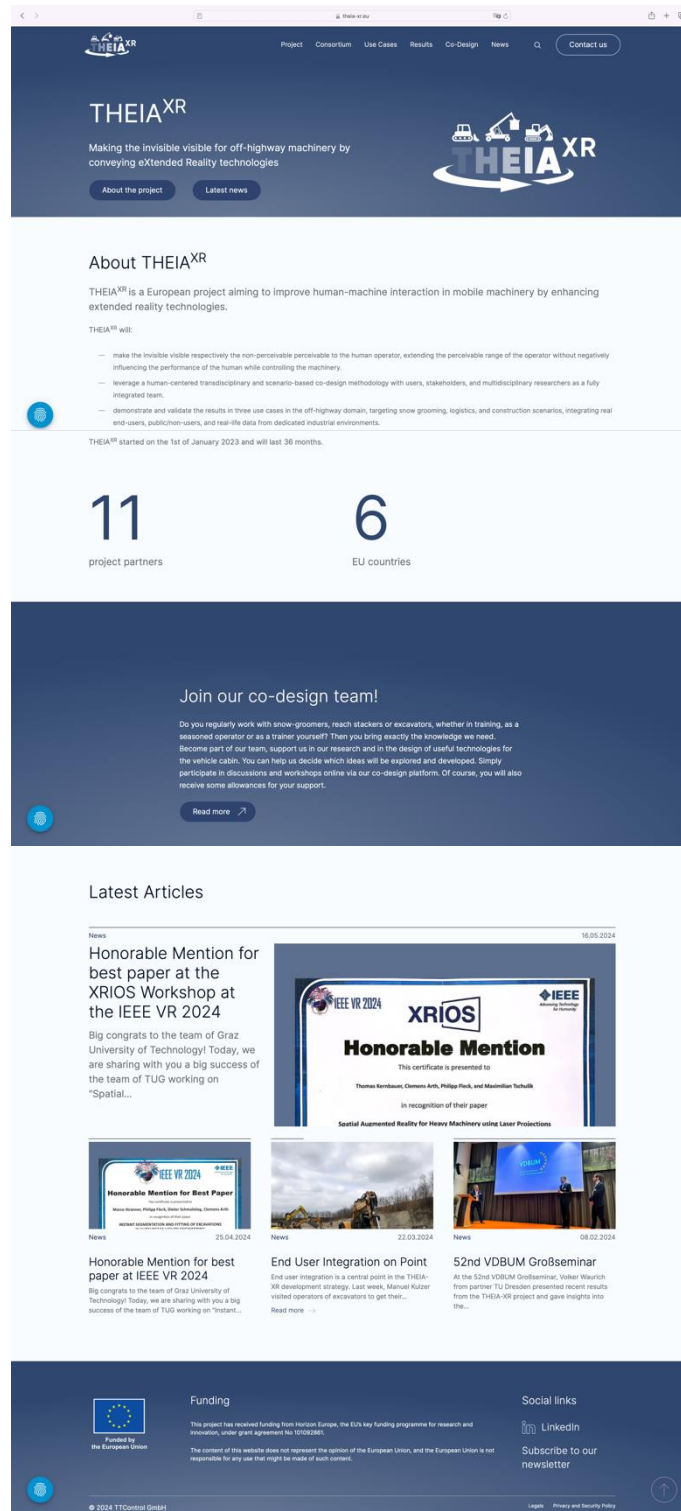 theia-xr.eu
THEIA XR
Project Consortium Use Cases Results Co-Design News Contact us
THEIAXR
Making the invisible visible for off-highway machinery by
conveying eXtended Reality technologies
About the project Latest news
THEIA XR
About THEIAXR
THEIAXR is a European project aiming to improve human-machine interaction in mobile machinery by enhancing
extended reality technologies.
THEIAXR will:
— make the invisible visible respectively the non-perceivable perceivable to the human operator, extending the perceivable range of the operator without negatively
influencing the performance of the human while controlling the machinery.
— leverage a human-centered transdisciplinary and scenario-based co-design methodology with users, stakeholders, and multidisciplinary researchers as a fully
integrated team.
— demonstrate and validate the results in three use cases in the off-highway domain, targeting snow grooming, logistics, and construction scenarios, integrating real
end-users, public/non-users, and real-life data from dedicated industrial environments.
THEIAXR started on the 1st of January 2023 and will last 36 months.
11 6
project partners EU countries
Join our co-design team!
Do you regularly work with snow-groomers, reach stackers or excavators, whether in training, as a
seasoned operator or as a trainer yourself? Then you bring exactly the knowledge we need.
Become part of our team, support us in our research and in the design of useful technologies for
the vehicle cabin. You can help us decide which ideas will be explored and developed. Simply
participate in discussions and workshops online via our co-design platform. Of course, you will also
receive some allowances for your support.
Read more
Latest Articles
News 16.05.2024
Honorable Mention for
best paper at the
XRIOS Workshop at
the IEEE VR 2024
Big congrats to the team of Graz
University of Technology! Today, we
are sharing with you a big success of
the team of TUG working on
"Spatial...
IEEE VR 2024
XRIOS
IEEE
Advancing Technology
for Humanity
Honorable Mention
This certificate is presented to
Thomas Kernbauer, Clemens Arth, Philipp Fleck, and Maximilian Tschulik
in recognition of their paper
Spatial Augmented Reality for Heavy Machinery using Laser Projections
IEEE VR 2024
IEEE
Honorable Mention for Best Paper
VDBUM
News 25.04.2024
Honorable Mention for best
paper at IEEE VR 2024
Big congrats to the team of Graz University of
Technology! Today, we are sharing with you a big
success of the team of TUG working on "Instant...
News 22.03.2024
End User Integration on Point
End user integration is a central point in the THEIA-
XR development strategy. Last week, Manuel Kulzer
visited operators of excavators to get their...
Read more
News 08.02.2024
52nd VDBUM Großseminar
At the 52nd VDBUM Großseminar, Volker Waurich
from partner TU Dresden presented recent results
from the THEIA-XR project and gave insights into
the...
Funded by
the European Union
Funding
This project has received funding from Horizon Europe, the EU's key funding programme for research and
innovation, under grant agreement No 101092861.
The content of this website does not represent the opinion of the European Union, and the European Union is not
responsible for any use that might be made of such content.
Social links
LinkedIn
Subscribe to our
newsletter
© 2024 TTControl GmbH
Legals Privacy and Security Policy